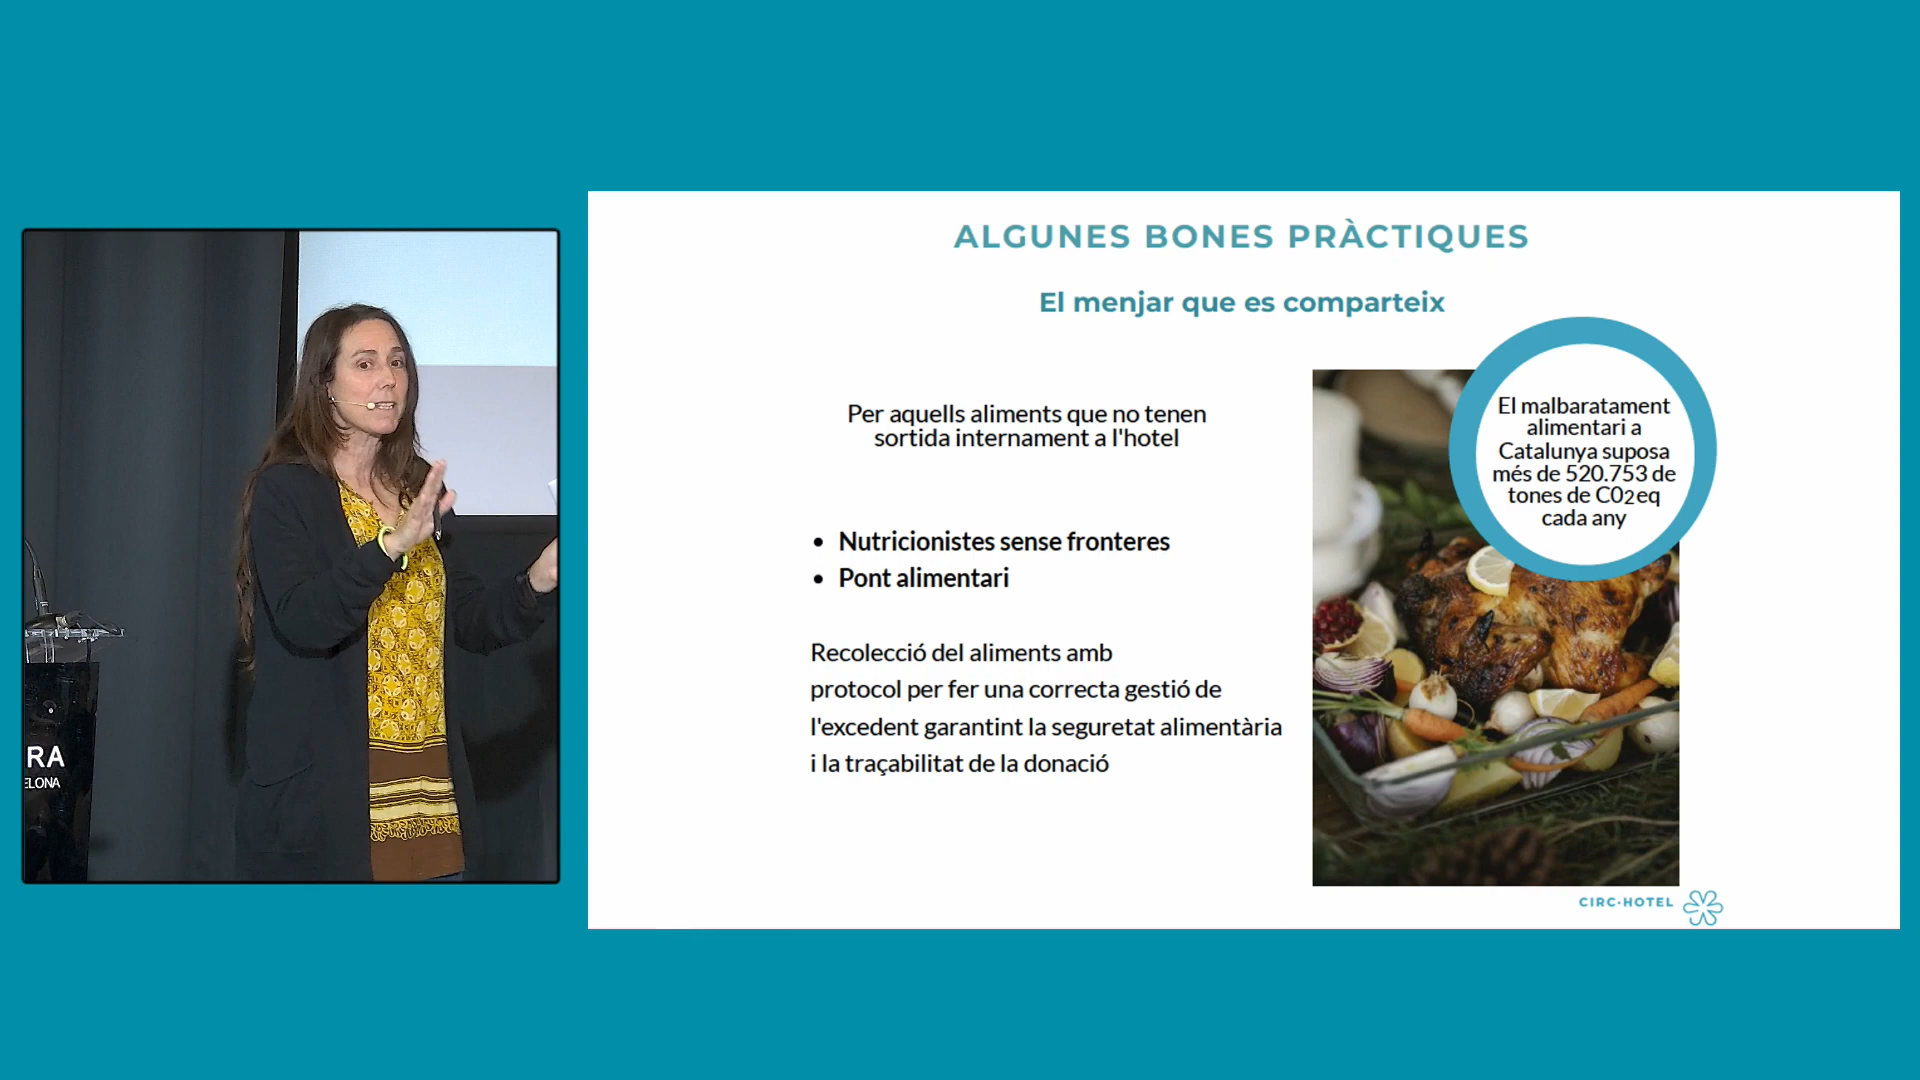 ALGUNES BONES PRÀCTIQUES
El menjar que es comparteix
Per aquells aliments que no tenen
sortida internament a l'hotel
• Nutricionistes sense fronteres
• Pont alimentari
Recolecció del aliments amb
protocol per fer una correcta gestió de
l'excedent garantint la seguretat alimentària
i la traçabilitat de la donació
El malbaratament
alimentari a
Catalunya suposa
més de 520.753 de
tones de C02eq
cada any
CIRC·HOTEL
RA
ELONA